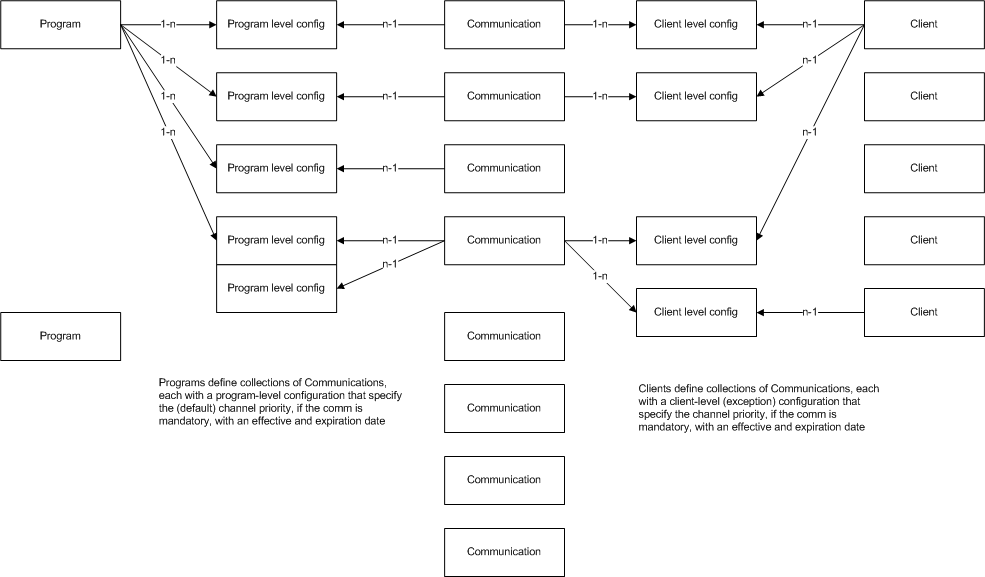 Program
1-n
Program level config
n-1
Communication
1-n
Client level config
n-1
Client
1-n
n-1
Program level config
n-1
Communication
1-n
Client level config
Client
1-n
1-n
n-1
Program level config
n-1
Communication
Client
Program level config
n-1
Communication
1-n
Client level config
Client
n-1
1-n
Program level config
Client level config
n-1
Client
Program
Communication
Programs define collections of Communications,
each with a program-level configuration that specify
the (default) channel priority, if the comm is
mandatory, with an effective and expiration date
Clients define collections of Communications, each
with a client-level (exception) configuration that
specify the channel priority, if the comm is
mandatory, with an effective and expiration date
Communication
Communication
Communication